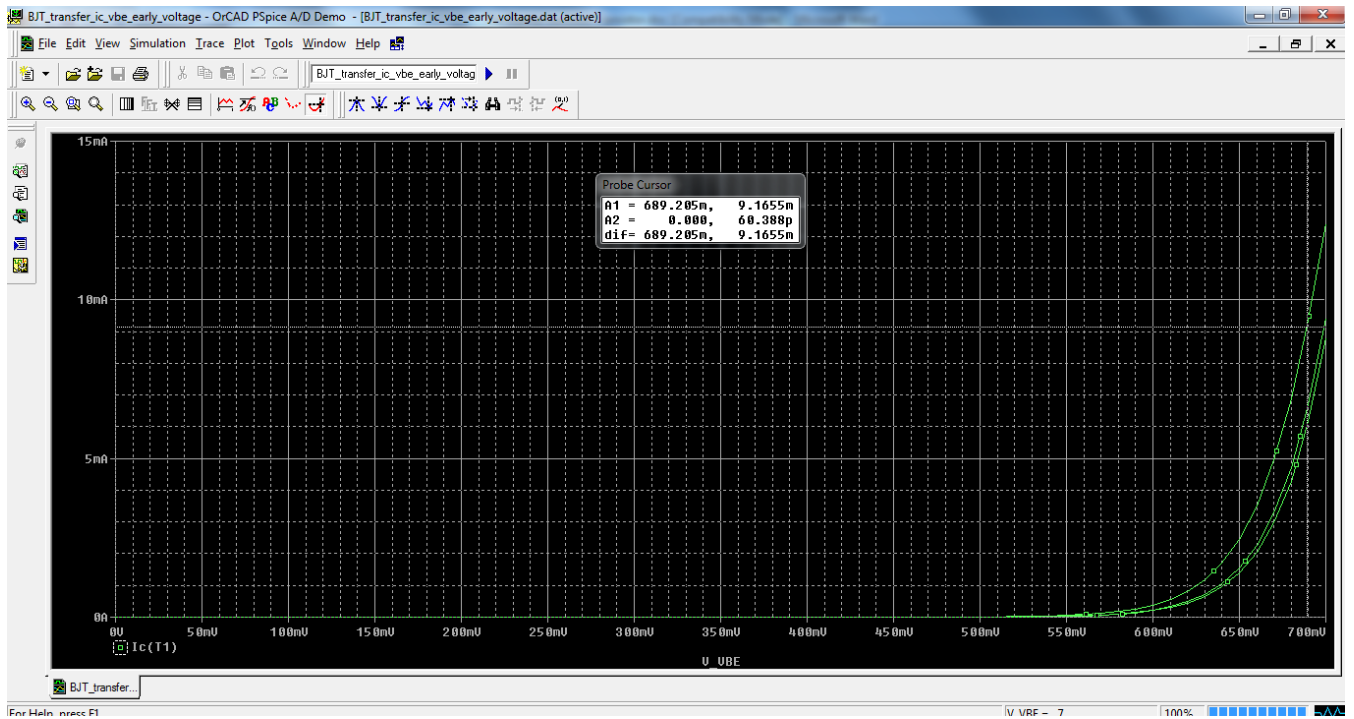 BJT_transfer_ic_vbe_early_voltage - OrCAD PSpice A/D Demo - [BJT_transfer_ic_vbe_early_voltage.dat (active)]
File Edit View Simulation Trace Plot Tools Window Help
BJT_transfer_ic_vbe_early_voltag
15mA
Probe Cursor
A1 = 689.205m, 9.1655m
A2 = 0.000, 60.388p
dif= 689.205m, 9.1655m
10mA
5mA
0A
0V 50mV 100mV 150mV 200mV 250mV 300mV 350mV 400mV 450mV 500mV 550mV 600mV 650mV 700mV
Ic(T1)
V_VBE
BJT_transfer...
For Help, press F1 V_VBE = .7 100%